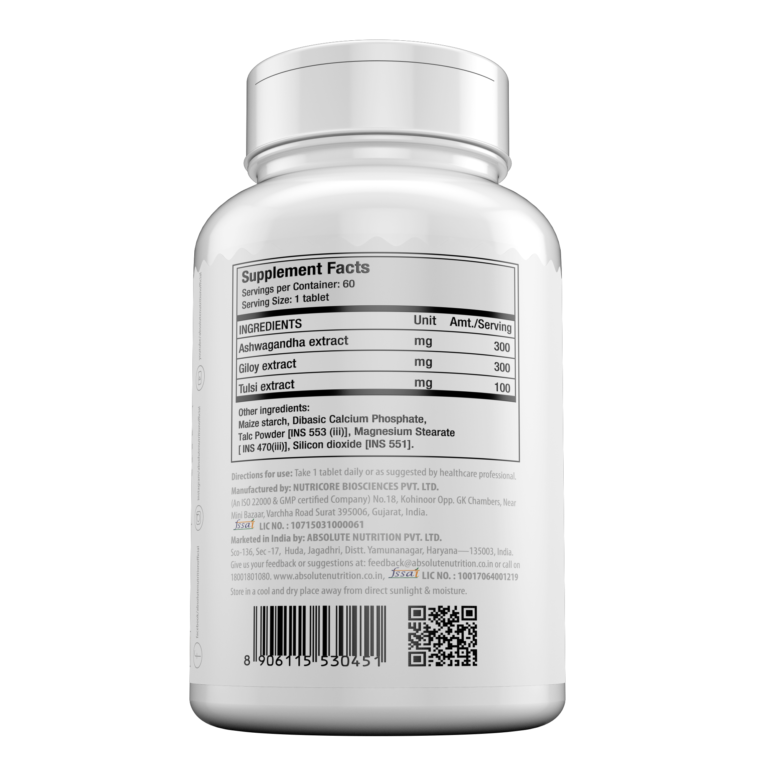 Supplement Facts
Servings per Container: 60
Serving Size: 1 tablet
INGREDIENTS Unit Amt./Serving
Ashwagandha extract mg 300
Giloy extract mg 300
Tulsi extract mg 100
Other ingredients:
Maize starch, Dibasic Calcium Phosphate,
Talc Powder [INS 553 (iii)], Magnesium Stearate
[ INS 470(iii)], Silicon dioxide [INS 551].
Directions for use: Take 1 tablet daily or as suggested by healthcare professional.
Manufactured by: NUTRICORE BIOSCIENCES PVT. LTD.
(An ISO 22000 & GMP certified Company) No.18, Kohinoor Opp. GK Chambers, Near
Mini Bazaar, Varchha Road Surat 395006, Gujarat, India.
fssai LIC NO. : 10715031000061
Marketed in India by: ABSOLUTE NUTRITION PVT. LTD.
Sco-136, Sec -17, Huda, Jagadhri, Distt. Yamunanagar, Haryana—135003, India.
Give us your feedback or suggestions at: feedback@absolutenutrition.co.in or call on
18001801080. www.absolutenutrition.co.in, fssai LIC NO. : 10017064001219
Store in a cool and dry place away from direct sunlight & moisture.
8 906115 530451